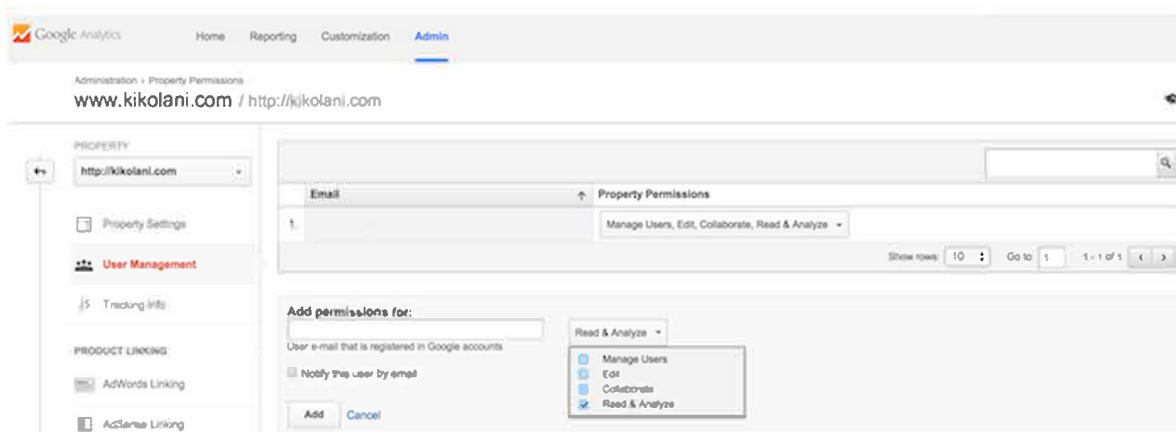 Google Analytics Home Reporting Customization Admin
Administration > Property Permissions
www.kikolani.com / http://kikolani.com
PROPERTY
http://kikolani.com
Email Property Permissions
Property Settings
1. Manage Users, Edit, Collaborate, Read & Analyze
User Management
Show rows: 10 Go to: 1 1 - 1 of 1
JS Tracking Info
Add permissions for:
Read & Analyze
User e-mail that is registered in Google accounts
PRODUCT LINKING
Manage Users
Notify this user by email
Edit
AdWords Linking
Collaborate
Read & Analyze
Add Cancel
AdSense Linking